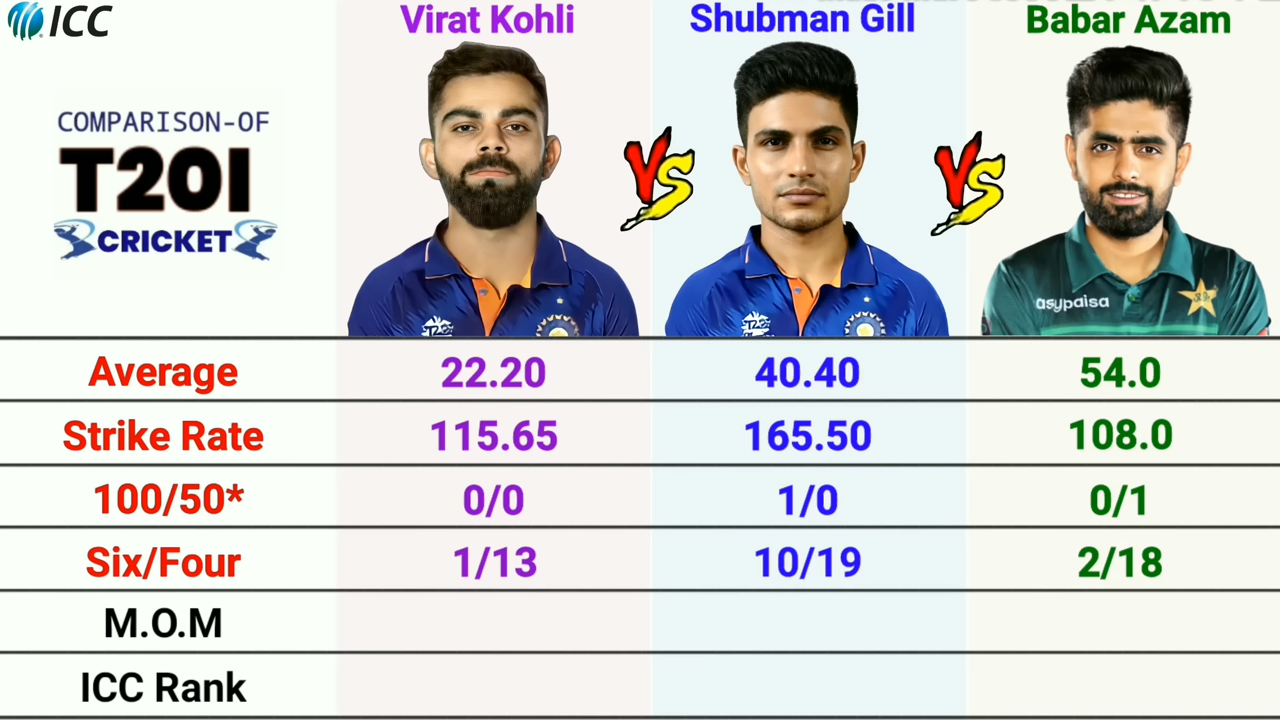 ICC
Virat Kohli
Shubman Gill
Babar Azam
COMPARISON-OF
T20I
CRICKET
VS
VS
asypaisa
Average 22.20 40.40 54.0
Strike Rate 115.65 165.50 108.0
100/50* 0/0 1/0 0/1
Six/Four 1/13 10/19 2/18
M.O.M
ICC Rank